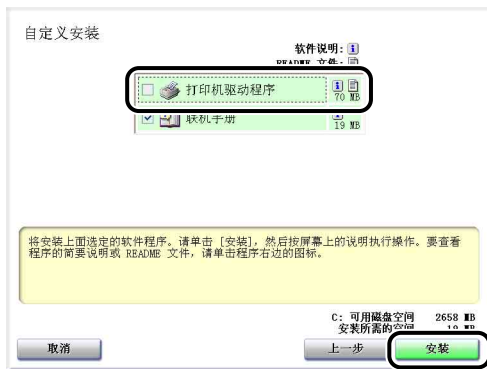 自定义安装
软件说明:
README 文件:
打印机驱动程序
70 MB
联机手册
19 MB
将安装上面选定的软件程序。请单击 [安装], 然后按屏幕上的说明执行操作。要查看
程序的简要说明或 README 文件, 请单击程序右边的图标。
C: 可用磁盘空间 2658 MB
安装所需的空间 19 MB
取消
上一步
安装